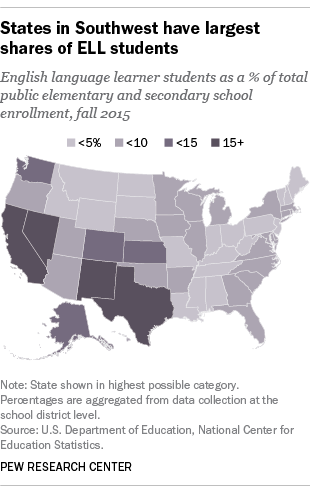 States in Southwest have largest
shares of ELL students
English language learner students as a % of total
public elementary and secondary school
enrollment, fall 2015
<5% <10 <15 15+
Note: State shown in highest possible category.
Percentages are aggregated from data collection at the
school district level.
Source: U.S. Department of Education, National Center for
Education Statistics.
PEW RESEARCH CENTER